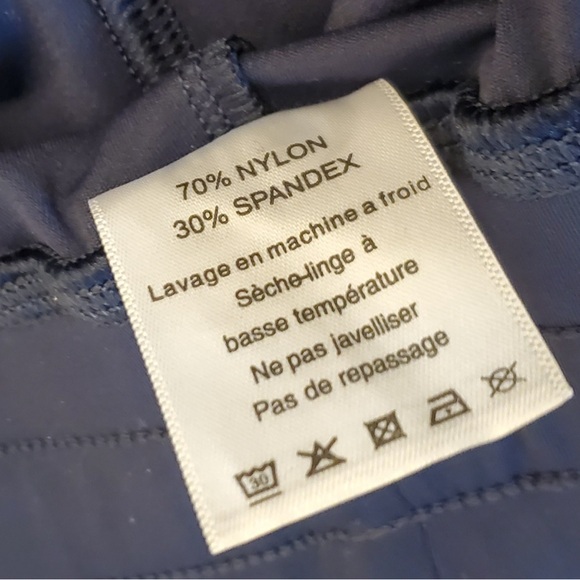 70% NYLON
30% SPANDEX
Lavage en machine a froid
Sèche-linge à
basse température
Ne pas javelliser
Pas de repassage
30